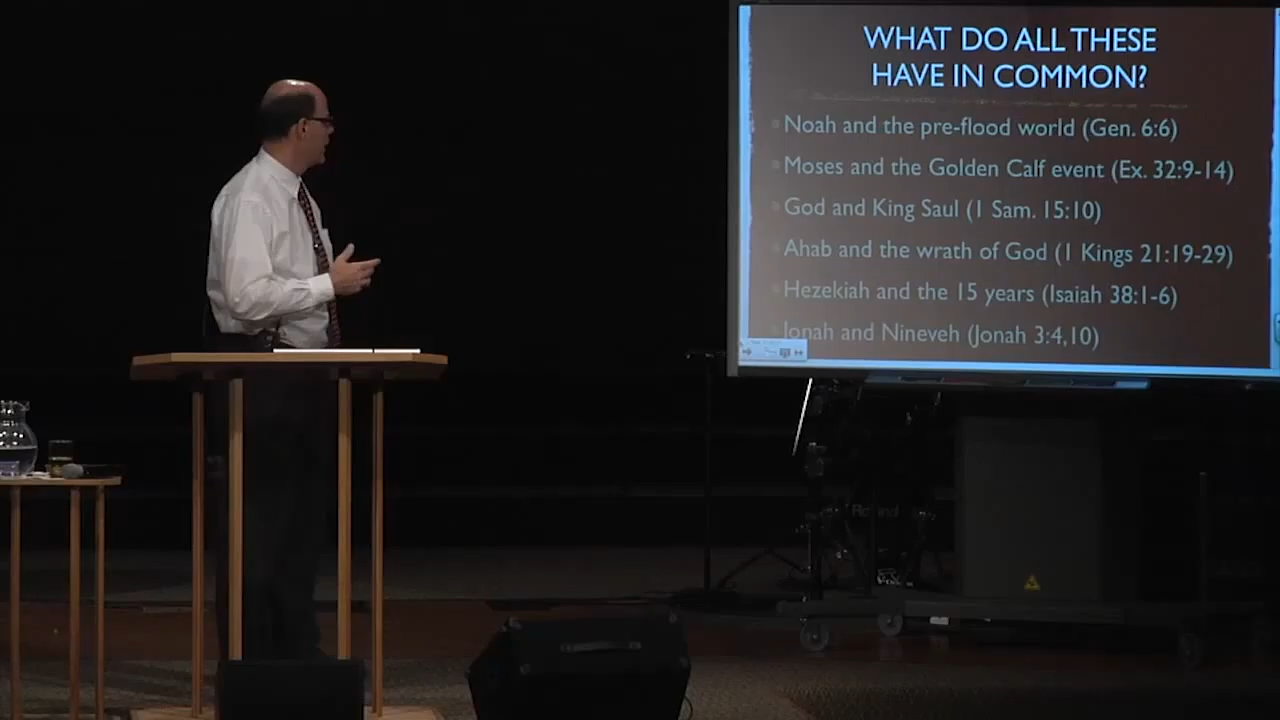 WHAT DO ALL THESE
HAVE IN COMMON?
Noah and the pre-flood world (Gen. 6:6)
Moses and the Golden Calf event (Ex. 32:9-14)
God and King Saul (1 Sam. 15:10)
Ahab and the wrath of God (1 Kings 21:19-29)
Hezekiah and the 15 years (Isaiah 38:1-6)
Jonah and Nineveh (Jonah 3:4,10)
Roland